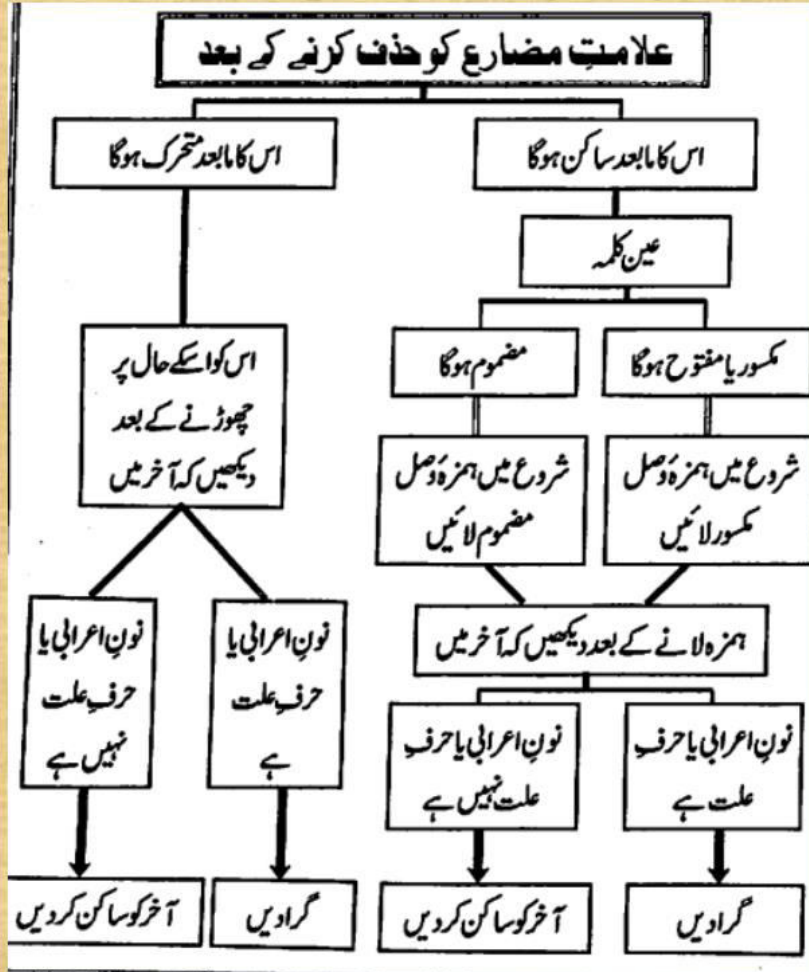 علامتِ مضارع کو حذف کرنے کے بعد
اس کا مابعد ساکن ہوگا
اس کا مابعد متحرک ہوگا
عین کلمہ
مکسور یا مفتوح ہوگا
مضموم ہوگا
اس کو اسکے حال پر
چھوڑنے کے بعد
دیکھیں کہ آخر میں
شروع میں ہمزۂ وصل
مکسور لائیں
شروع میں ہمزۂ وصل
مضموم لائیں
ہمزہ لانے کے بعد دیکھیں کہ آخر میں
نونِ اعرابی یا حرفِ
علت ہے
نونِ اعرابی یا حرفِ
علت نہیں ہے
نونِ اعرابی یا
حرفِ علت
ہے
نونِ اعرابی یا
حرفِ علت
نہیں ہے
گرادیں
آخر کو ساکن کردیں
گرادیں
آخر کو ساکن کردیں